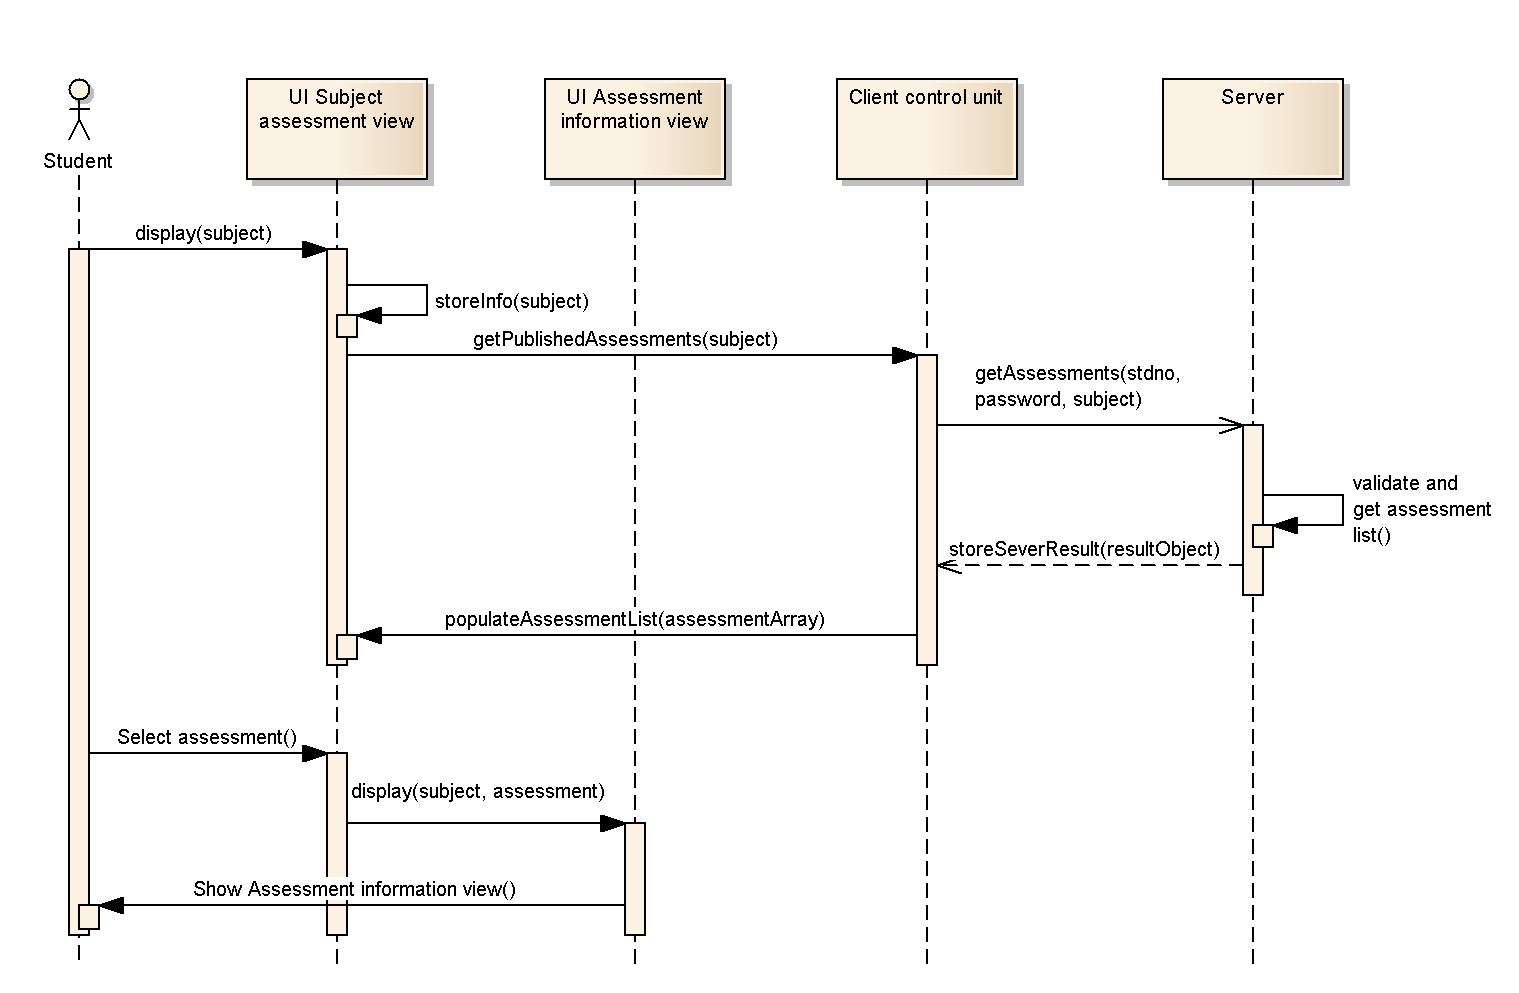 UI Subject
assessment view
UI Assessment
information view
Client control unit
Server
Student
display(subject)
storeInfo(subject)
getPublishedAssessments(subject)
getAssessments(stdno,
password, subject)
validate and
get assessment
list()
storeSeverResult(resultObject)
populateAssessmentList(assessmentArray)
Select assessment()
display(subject, assessment)
Show Assessment information view()